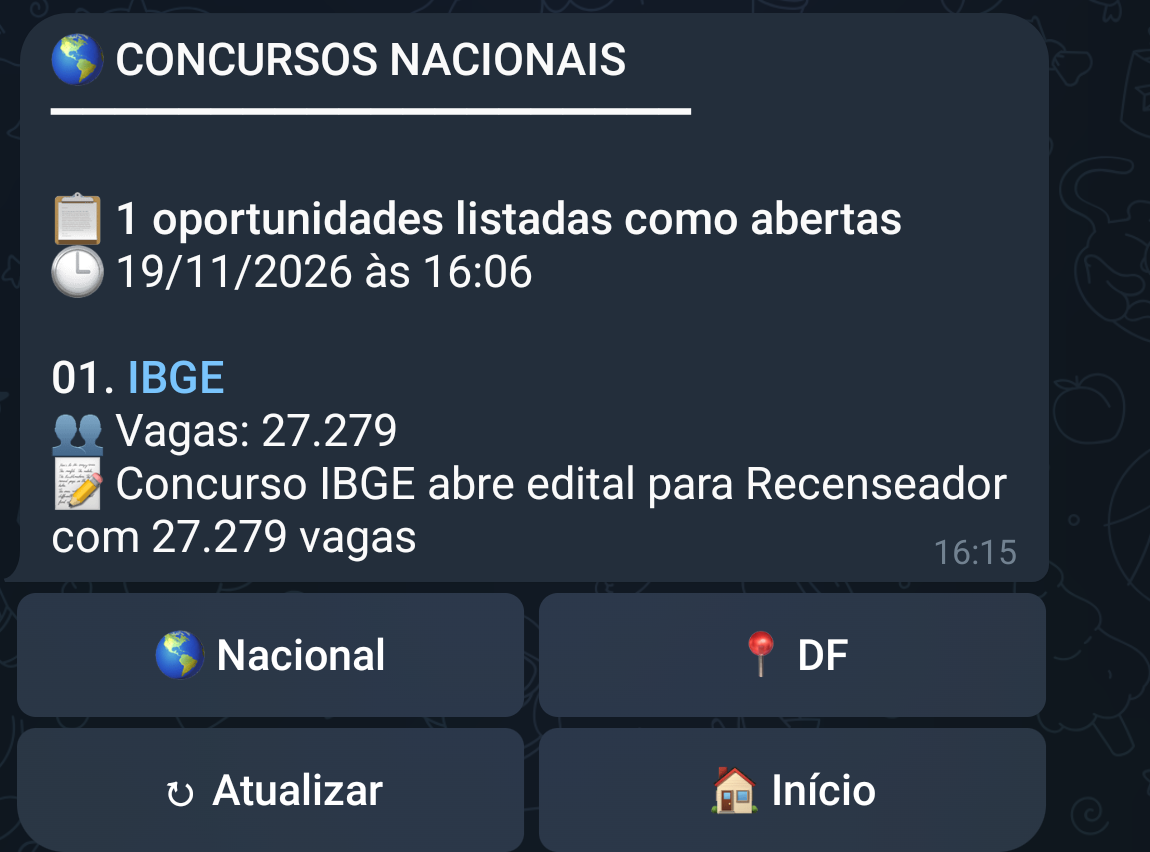 🌎 CONCURSOS NACIONAIS
📋 1 oportunidades listadas como abertas
🕒 19/11/2026 às 16:06
01. IBGE
👥 Vagas: 27.279
📝 Concurso IBGE abre edital para Recenseador
com 27.279 vagas
16:15
🌎 Nacional
📍 DF
↻ Atualizar
🏠 Início